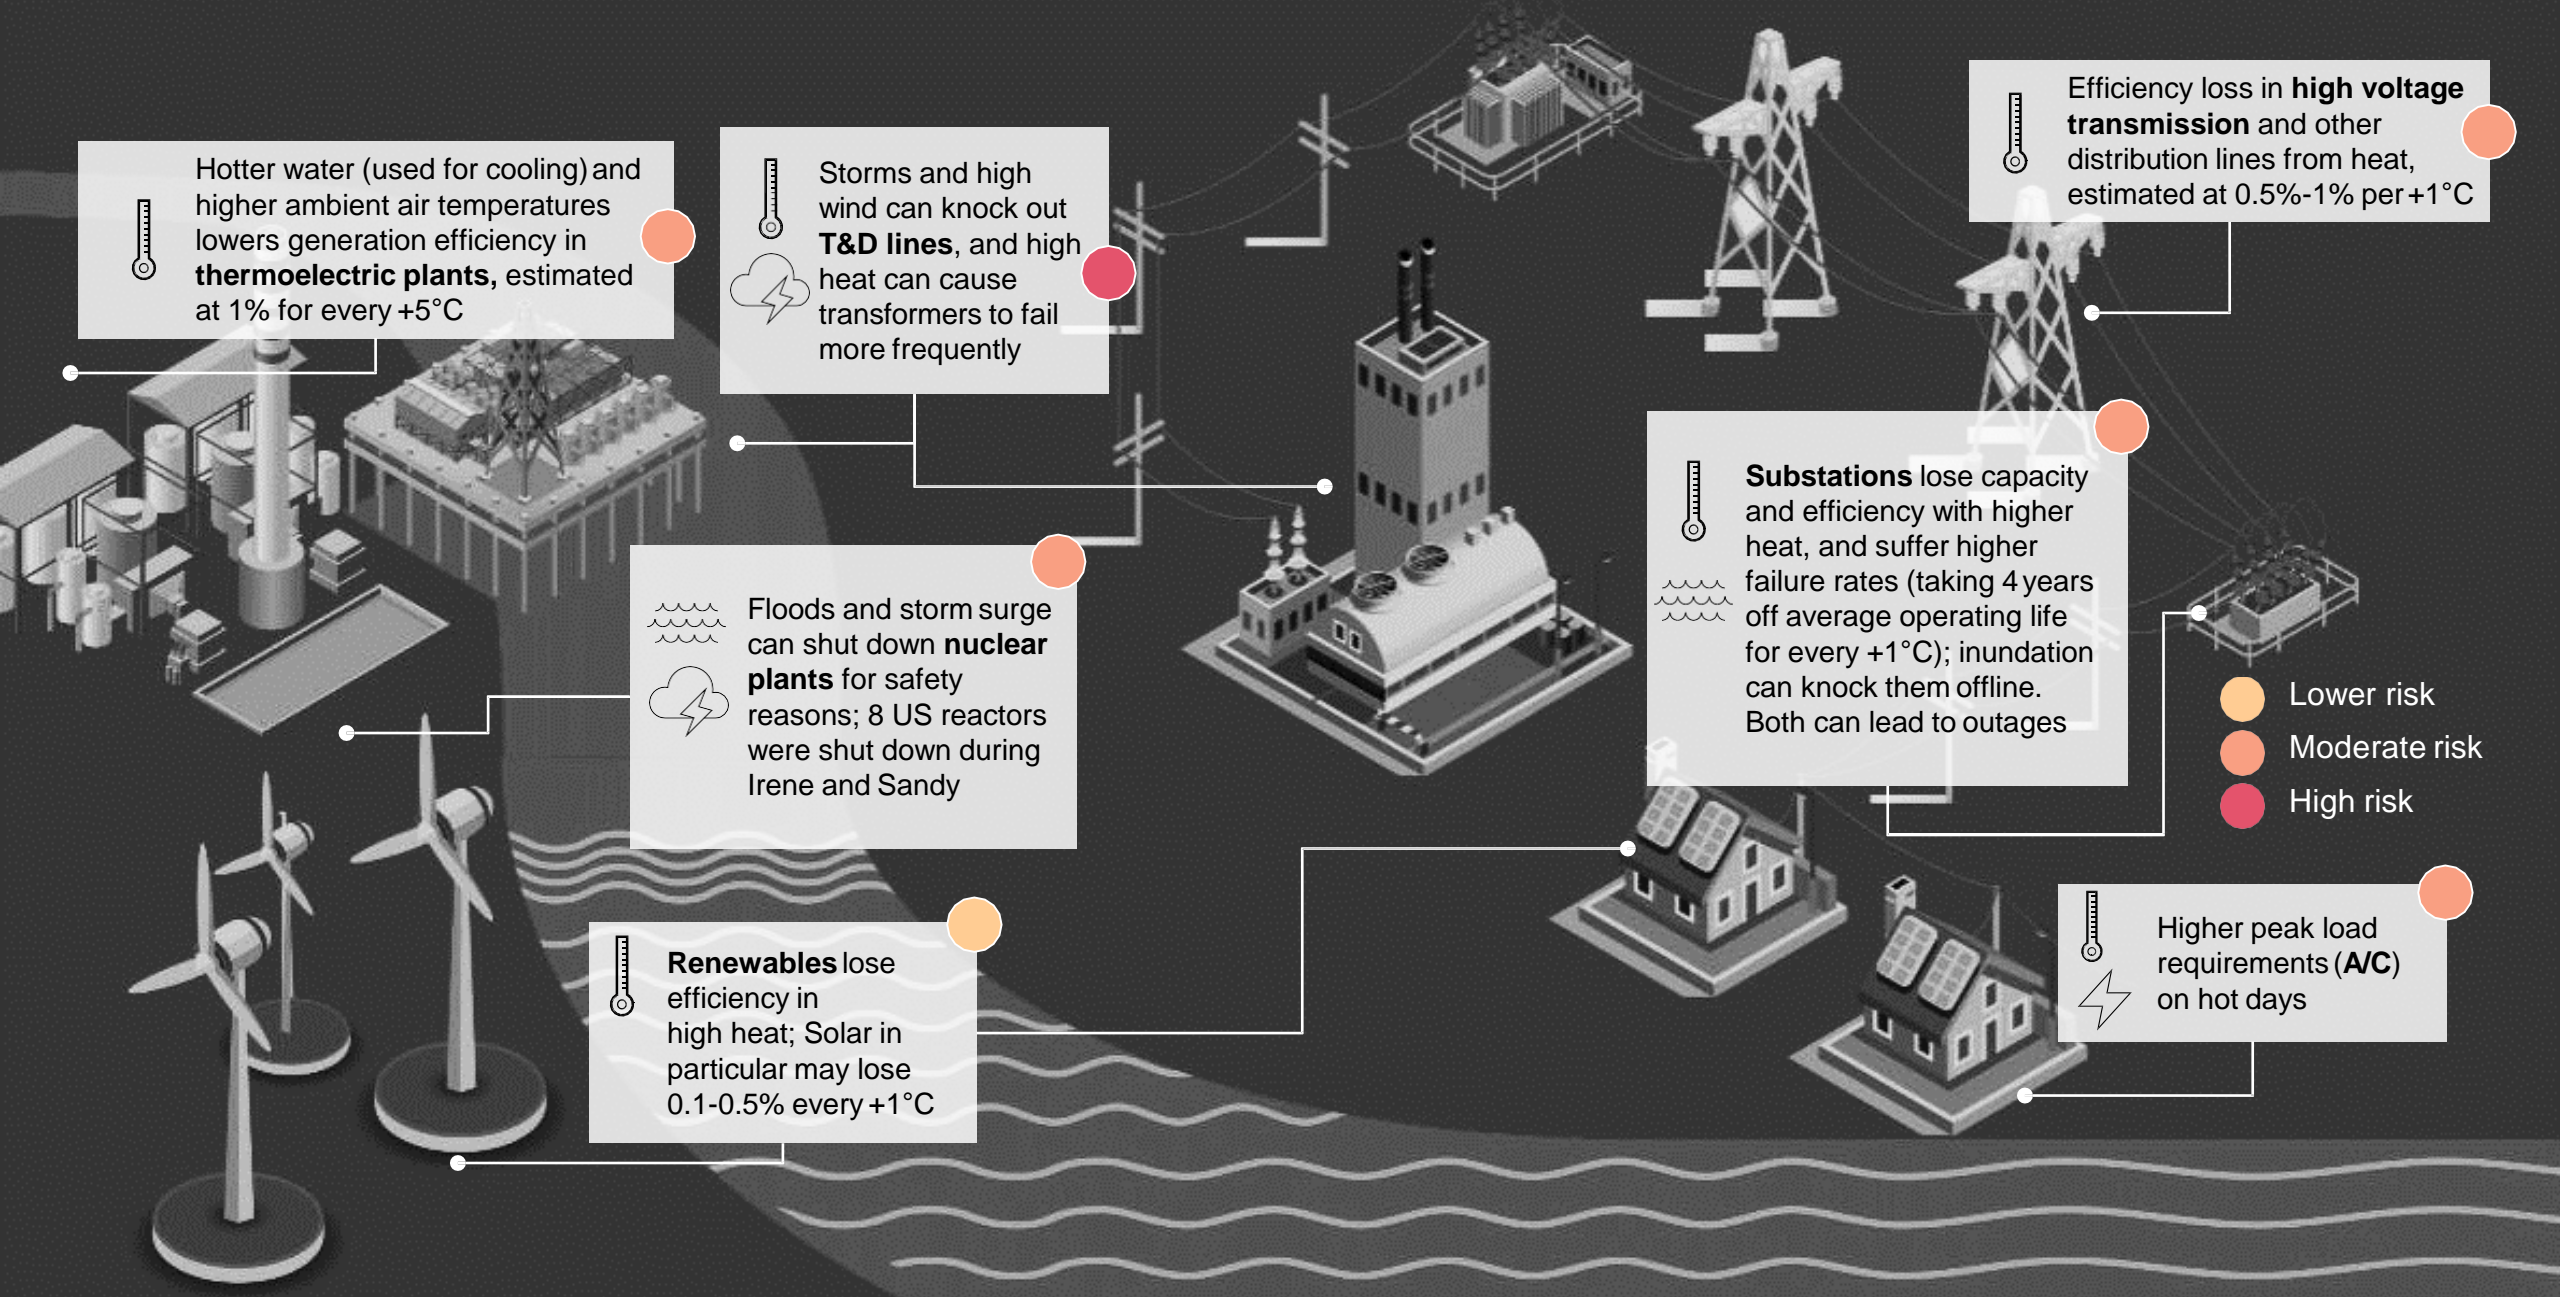 Hotter water (used for cooling) and
higher ambient air temperatures
lowers generation efficiency in
thermoelectric plants, estimated
at 1% for every +5°C
Storms and high
wind can knock out
T&D lines, and high
heat can cause
transformers to fail
more frequently
Efficiency loss in high voltage
transmission and other
distribution lines from heat,
estimated at 0.5%-1% per +1°C
Floods and storm surge
can shut down nuclear
plants for safety
reasons; 8 US reactors
were shut down during
Irene and Sandy
Substations lose capacity
and efficiency with higher
heat, and suffer higher
failure rates (taking 4 years
off average operating life
for every +1°C); inundation
can knock them offline.
Both can lead to outages
Lower risk
Moderate risk
High risk
Renewables lose
efficiency in
high heat; Solar in
particular may lose
0.1-0.5% every +1°C
Higher peak load
requirements (A/C)
on hot days